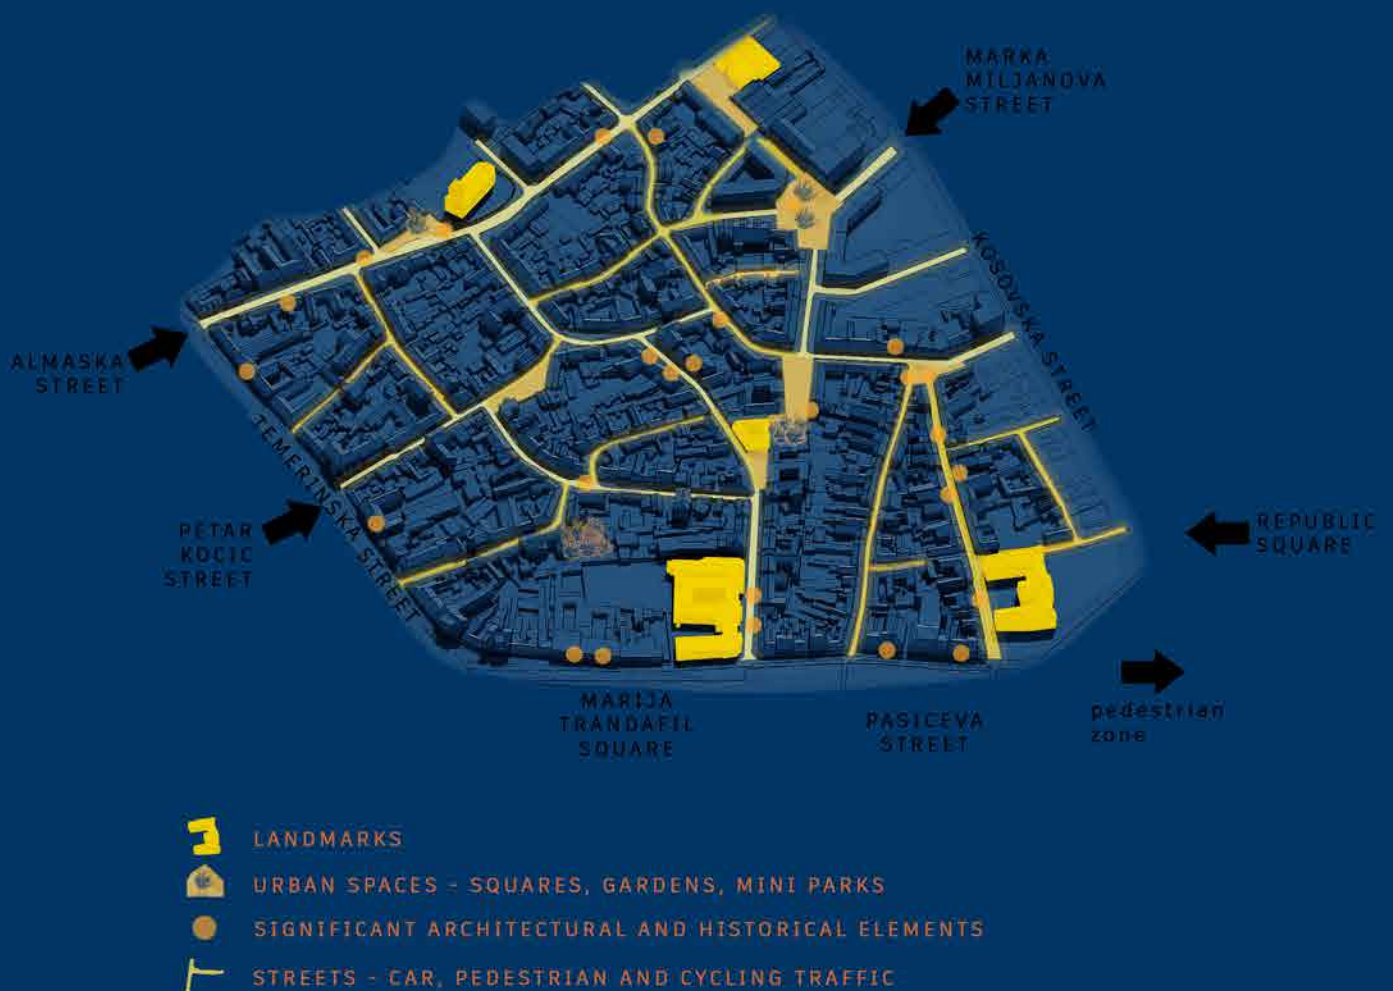 MARKA
MILJANOVA
STREET
KOSOVSKA STREET
ALMASKA
STREET
TEMERINSKA STREET
PETAR
KOCIC
STREET
REPUBLIC
SQUARE
MARIJA
TRANDAFIL
SQUARE
PASICEVA
STREET
pedestrian
zone
LANDMARKS
URBAN SPACES - SQUARES, GARDENS, MINI PARKS
SIGNIFICANT ARCHITECTURAL AND HISTORICAL ELEMENTS
STREETS - CAR, PEDESTRIAN AND CYCLING TRAFFIC